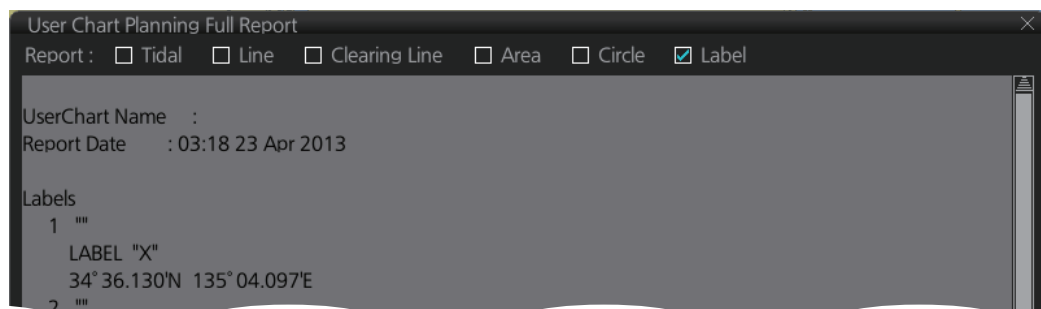 User Chart Planning Full Report
Report : Tidal Line Clearing Line Area Circle Label
UserChart Name :
Report Date : 03:18 23 Apr 2013
Labels
1 ""
LABEL "X"
34°36.130'N 135°04.097'E
2 ""